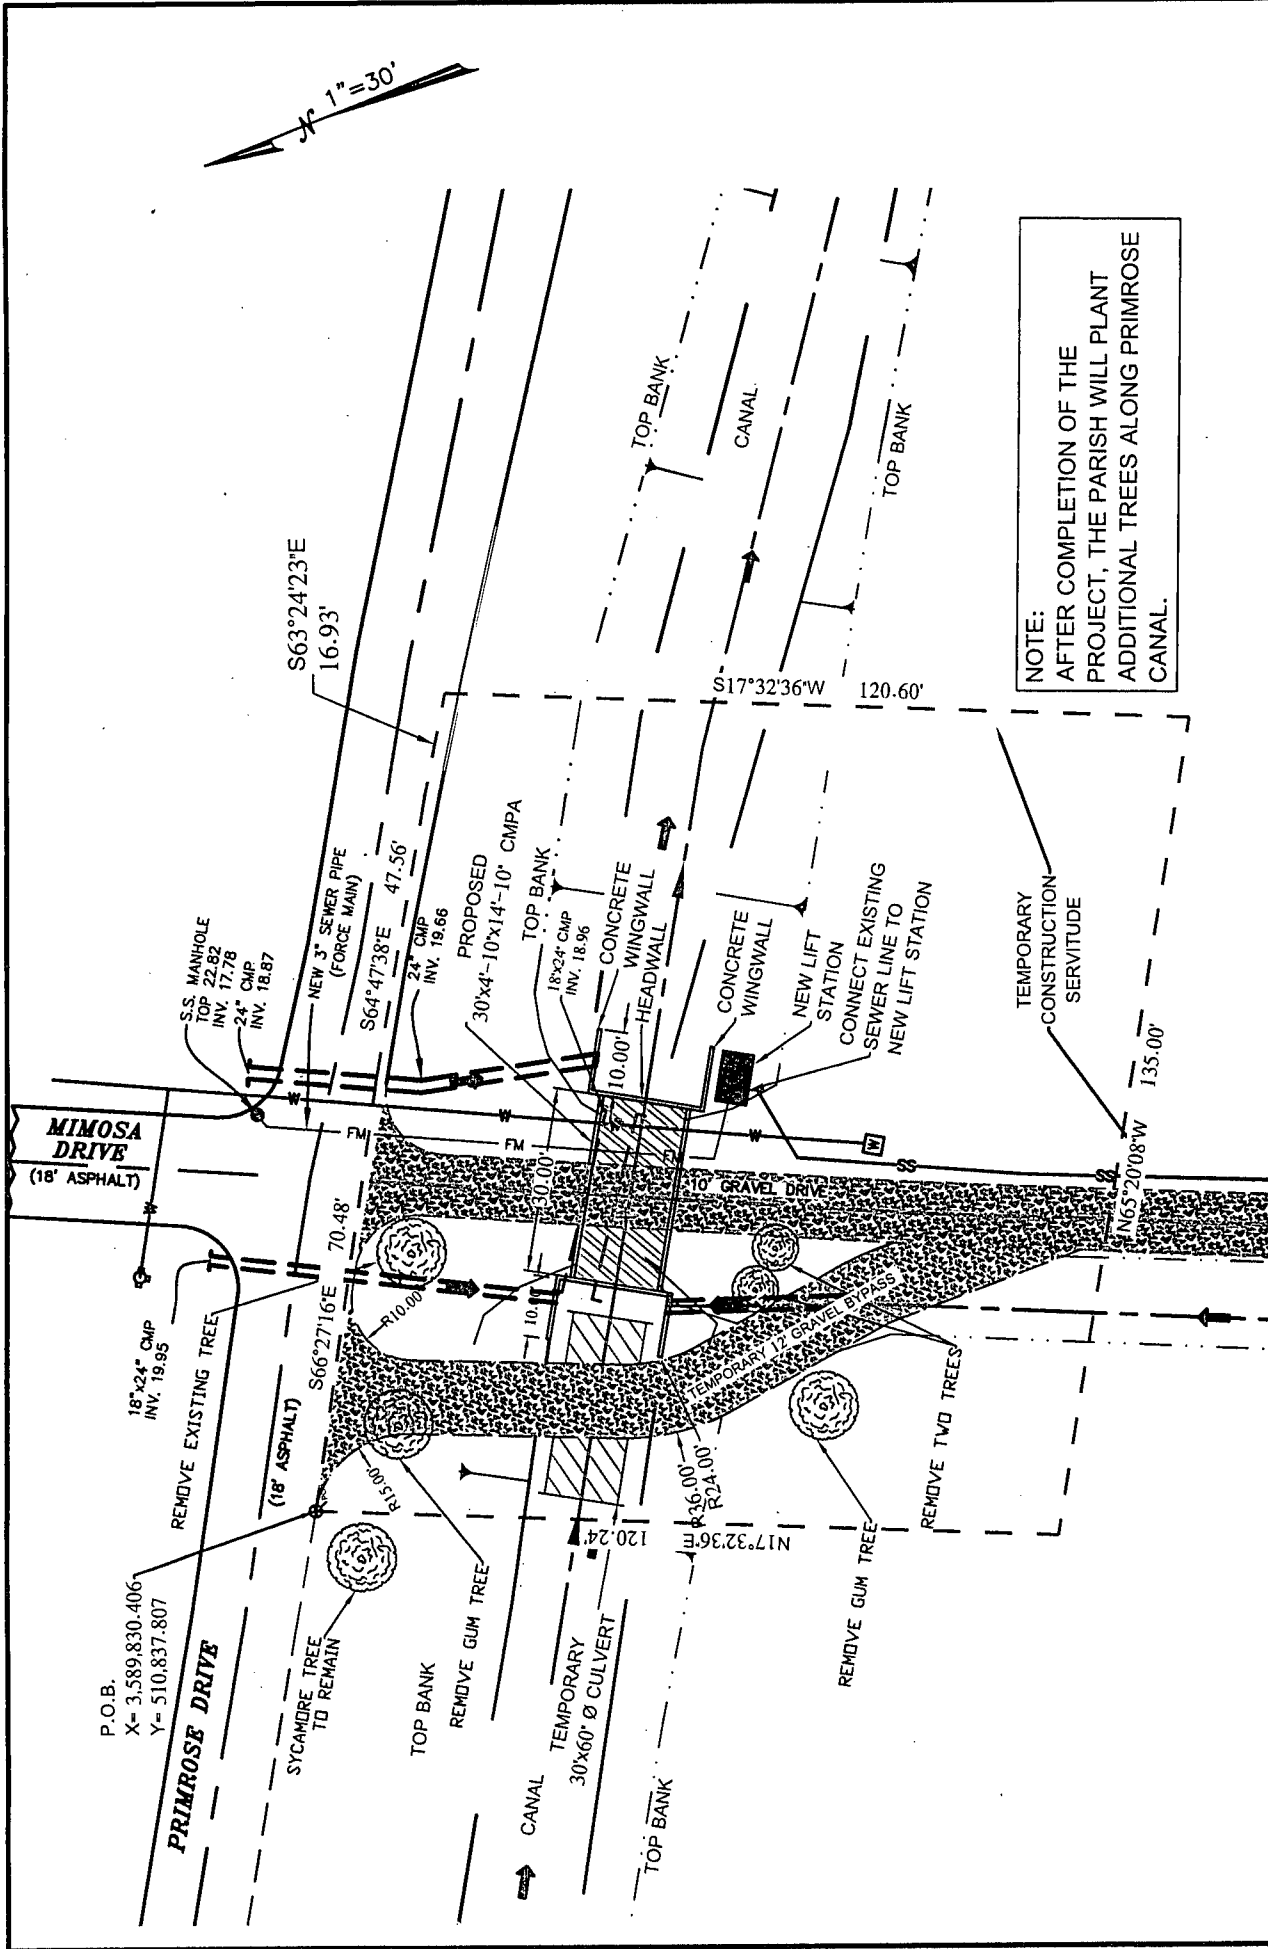 N 1"=30'
P.O.B.
X= 3,589,830.406
Y= 510,837.807
PRIMROSE DRIVE
(18' ASPHALT)
MIMOSA
DRIVE
(18' ASPHALT)
18"x24" CMP
INV. 19.95
REMOVE EXISTING TREE
S.S. MANHOLE
TOP 22.82
INV. 17.78
24" CMP
INV. 18.87
NEW 3" SEWER PIPE
(FORCE MAIN)
S63°24'23"E
16.93'
S64°47'38"E 47.56'
24" CMP
INV. 19.66
S66°27'16"E 70.48'
SYCAMORE TREE
TO REMAIN
R15.00'
R10.00'
TOP BANK
REMOVE GUM TREE
PROPOSED
30'x4'-10"x14'-10" CMPA
TOP BANK
18"x24" CMP
INV. 18.96
CONCRETE
WINGWALL
HEADWALL
10.00'
30.00'
W
W
W
W
W
FM
FM
TOP BANK
CANAL
TOP BANK
CANAL
TEMPORARY
30'x60" Ø CULVERT
TOP BANK
N17°32'36"E 120.24'
R36.00'
R24.00'
10' GRAVEL DRIVE
TEMPORARY 12' GRAVEL BYPASS
CONCRETE
WINGWALL
NEW LIFT
STATION
CONNECT EXISTING
SEWER LINE TO
NEW LIFT STATION
SS
SS
S17°32'36"W 120.60'
REMOVE GUM TREE
REMOVE TWO TREES
TEMPORARY
CONSTRUCTION
SERVITUDE
N65°20'08"W 135.00'
NOTE:
AFTER COMPLETION OF THE
PROJECT, THE PARISH WILL PLANT
ADDITIONAL TREES ALONG PRIMROSE
CANAL.